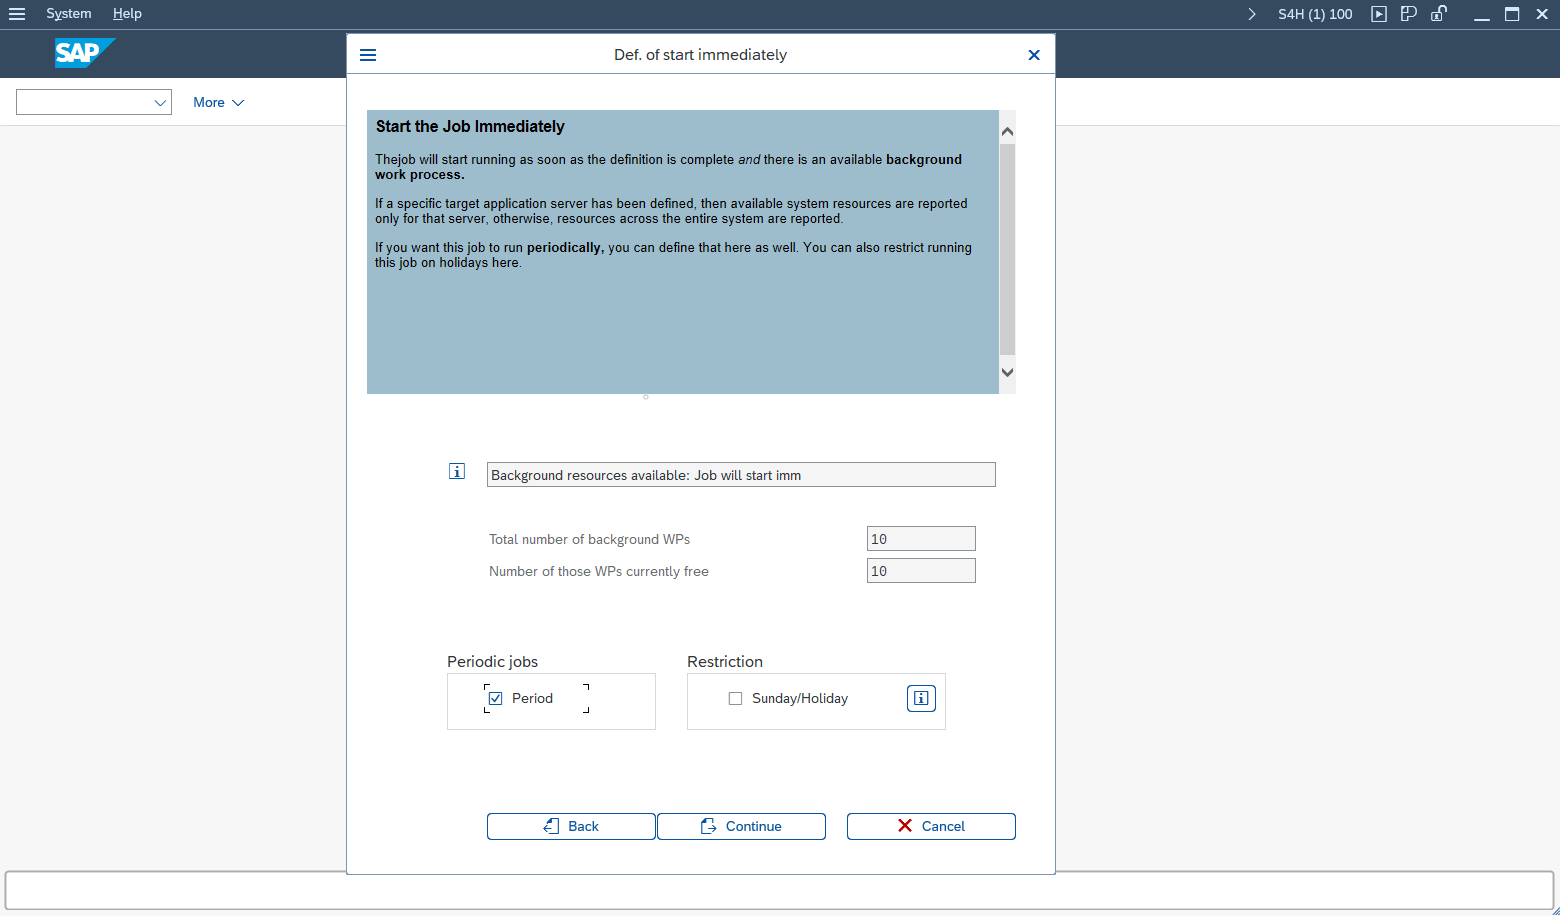 System Help
S4H (1) 100
SAP
Def. of start immediately
More
Start the Job Immediately
Thejob will start running as soon as the definition is complete and there is an available background
work process.
If a specific target application server has been defined, then available system resources are reported
only for that server, otherwise, resources across the entire system are reported.
If you want this job to run periodically, you can define that here as well. You can also restrict running
this job on holidays here.
Background resources available: Job will start imm
Total number of background WPs 10
Number of those WPs currently free 10
Periodic jobs Restriction
Period Sunday/Holiday
Back Continue Cancel